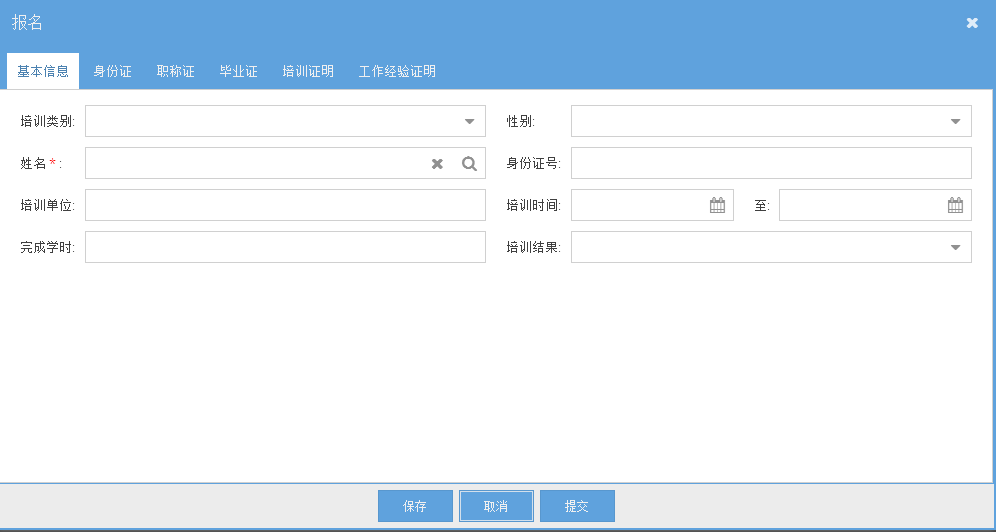 报名
基本信息 身份证 职称证 毕业证 培训证明 工作经验证明
培训类别: 性别:
姓名*: 身份证号:
培训单位: 培训时间: 至:
完成学时: 培训结果:
保存 取消 提交